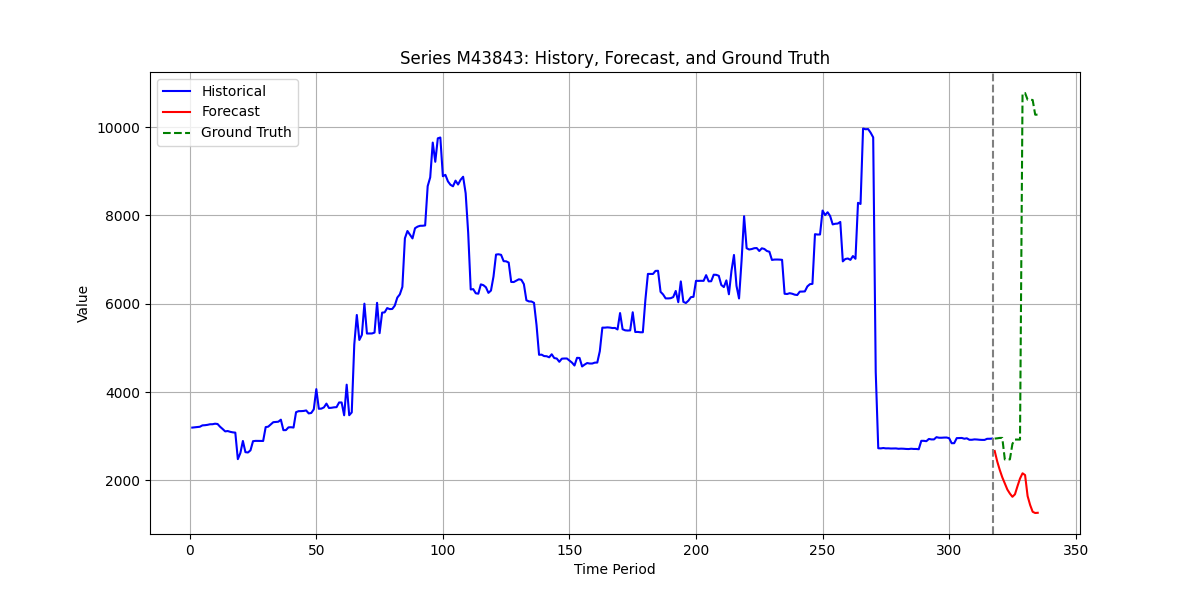 Series M43843: History, Forecast, and Ground Truth
Historical
Forecast
Ground Truth
10000
8000
6000
4000
2000
Value
0 50 100 150 200 250 300 350
Time Period